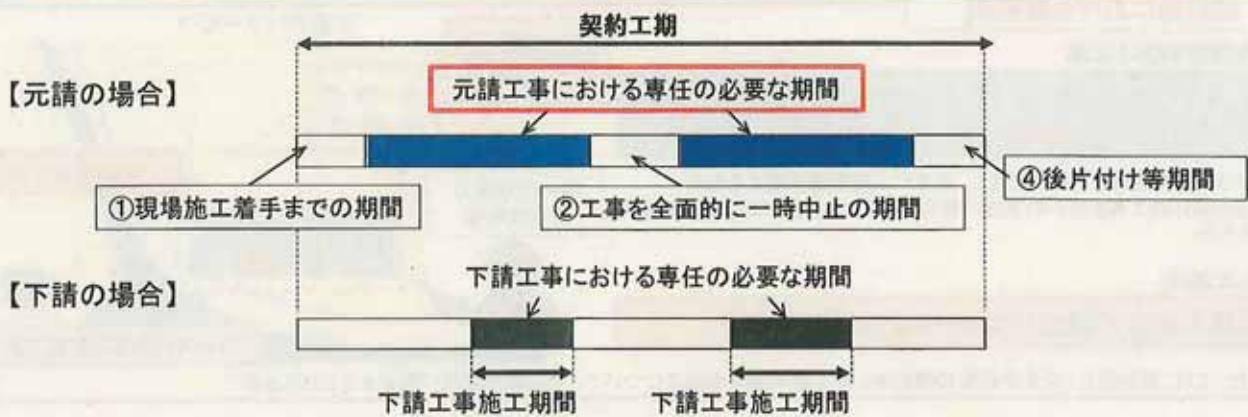 契約工期
【元請の場合】
元請工事における専任の必要な期間
①現場施工着手までの期間
②工事を全面的に一時中止の期間
④後片付け等期間
【下請の場合】
下請工事における専任の必要な期間
下請工事施工期間
下請工事施工期間